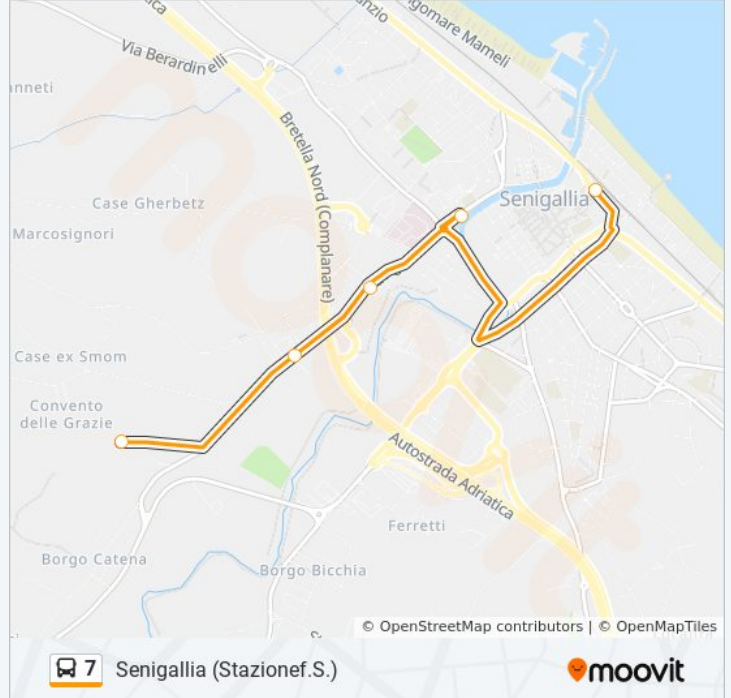 Lungomare Mameli
Via Berardinelli
Bretella Nord (Complanare)
Case Gherbetz
Senigallia
Marcosignori
Case ex Smom
Convento
delle Grazie
Autostrada Adriatica
Ferretti
Borgo Catena
Borgo Bicchia
© OpenStreetMap contributors | © OpenMapTiles
7 Senigallia (Stazionef.S.)
moovit